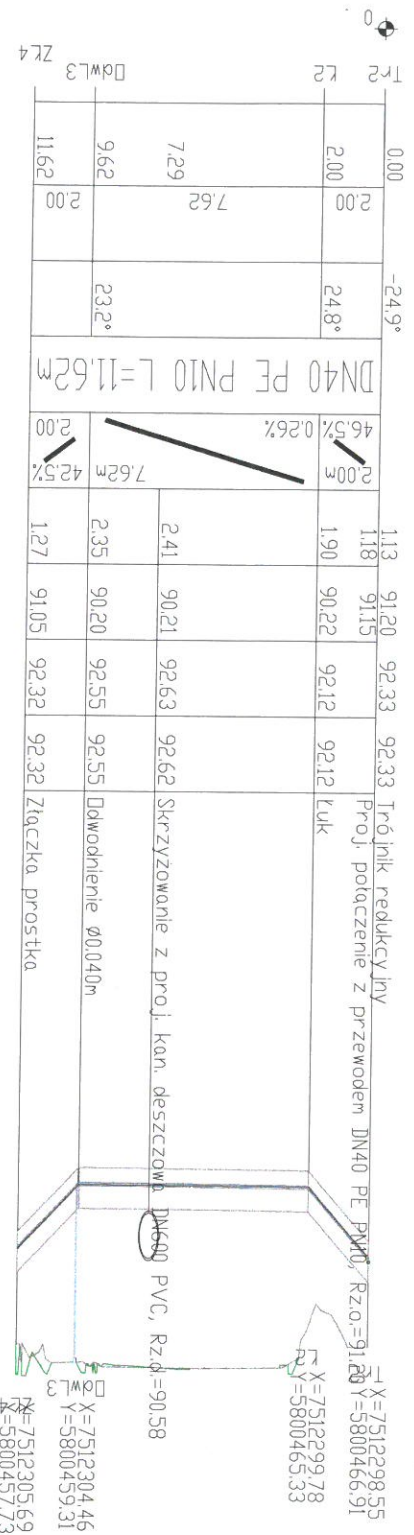 0
Tr2
Ł2
OdwL3
ZŁ4
0.00
2.00
7.29
9.62
11.62
2.00
7.62
2.00
-24.9°
24.8°
23.2°
DN40 PE PN10 L=11.62m
46.5% 2.00m
0.26% 7.62m
42.5% 2.00
1.13 91.20 92.33 92.33 Trójnik redukcyjny
1.18 91.15 Proj. połączenie z przewodem DN40 PE PN10, Rz.o.=91.20
1.90 90.22 92.12 92.12 Łuk
2.41 90.21 92.63 92.62 Skrzyżowanie z proj. kan. deszczową DN600 PVC, Rz.d.=90.58
2.35 90.20 92.55 92.55 Odwodnienie ø0.040m
1.27 91.05 92.32 92.32 Złączka prostka
X=7512298.55
Y=5800466.91
Ł2
X=7512299.78
Y=5800465.33
OdwL3
X=7512304.46
Y=5800459.31
X=7512305.69
Y=5800457.73